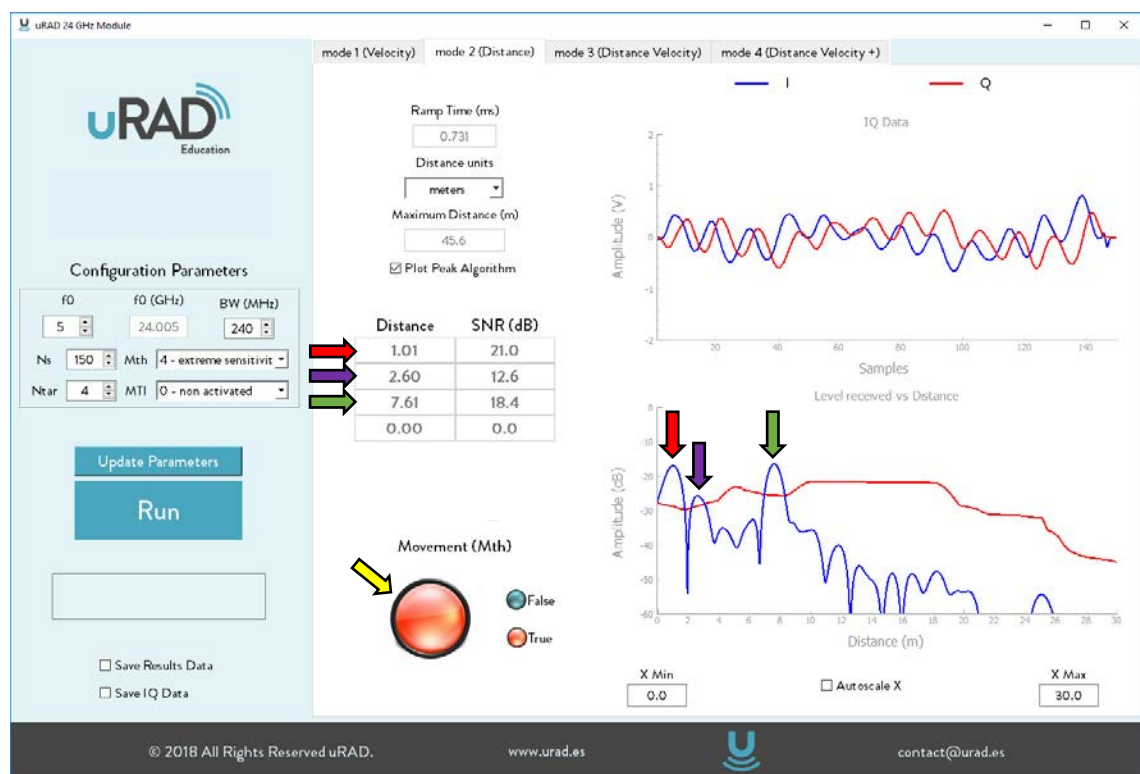 uRAD 24 GHz Module
mode 1 (Velocity) mode 2 (Distance) mode 3 (Distance Velocity) mode 4 (Distance Velocity +)
uRAD
Education
Configuration Parameters
f0 f0 (GHz) BW (MHz)
5 24.005 240
Ns 150 Mth 4 - extreme sensitivit
Ntar 4 MTI 0 - non activated
Update Parameters
Run
Save Results Data
Save IQ Data
Ramp Time (ms)
0.731
Distance units
meters
Maximum Distance (m)
45.6
Plot Peak Algorithm
Distance SNR (dB)
1.01 21.0
2.60 12.6
7.61 18.4
0.00 0.0
Movement (Mth)
False
True
I Q
IQ Data
Amplitude (V)
2
1
0
-1
-2
20 40 60 80 100 120 140
Samples
Level received vs Distance
Amplitude (dB)
0
-10
-20
-30
-40
-50
-60
0 2 4 6 8 10 12 14 16 18 20 22 24 26 28 30
Distance (m)
X Min
0.0
Autoscale X
X Max
30.0
© 2018 All Rights Reserved uRAD. www.urad.es contact@urad.es